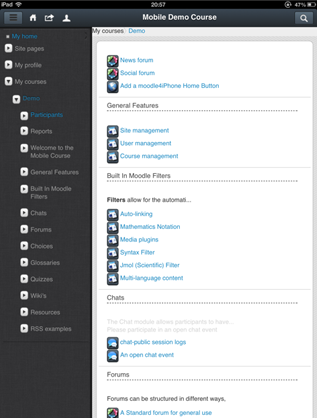 iPad
20:57
47%
Mobile Demo Course
My home
Site pages
My profile
My courses
Demo
Participants
Reports
Welcome to the
Mobile Course
General Features
Built In Moodle
Filters
Chats
Forums
Choices
Glossaries
Quizzes
Wiki's
Resources
RSS examples
My courses Demo
News forum
Social forum
Add a moodle4iPhone Home Button
General Features
Site management
User management
Course management
Built In Moodle Filters
Filters allow for the automati...
Auto-linking
Mathematics Notation
Media plugins
Syntax Filter
Jmol (Scientific) Filter
Multi-language content
Chats
The Chat module allows participants to have...
Please participate in an open chat event
chat-public session logs
An open chat event
Forums
Forums can be structured in different ways,
A Standard forum for general use